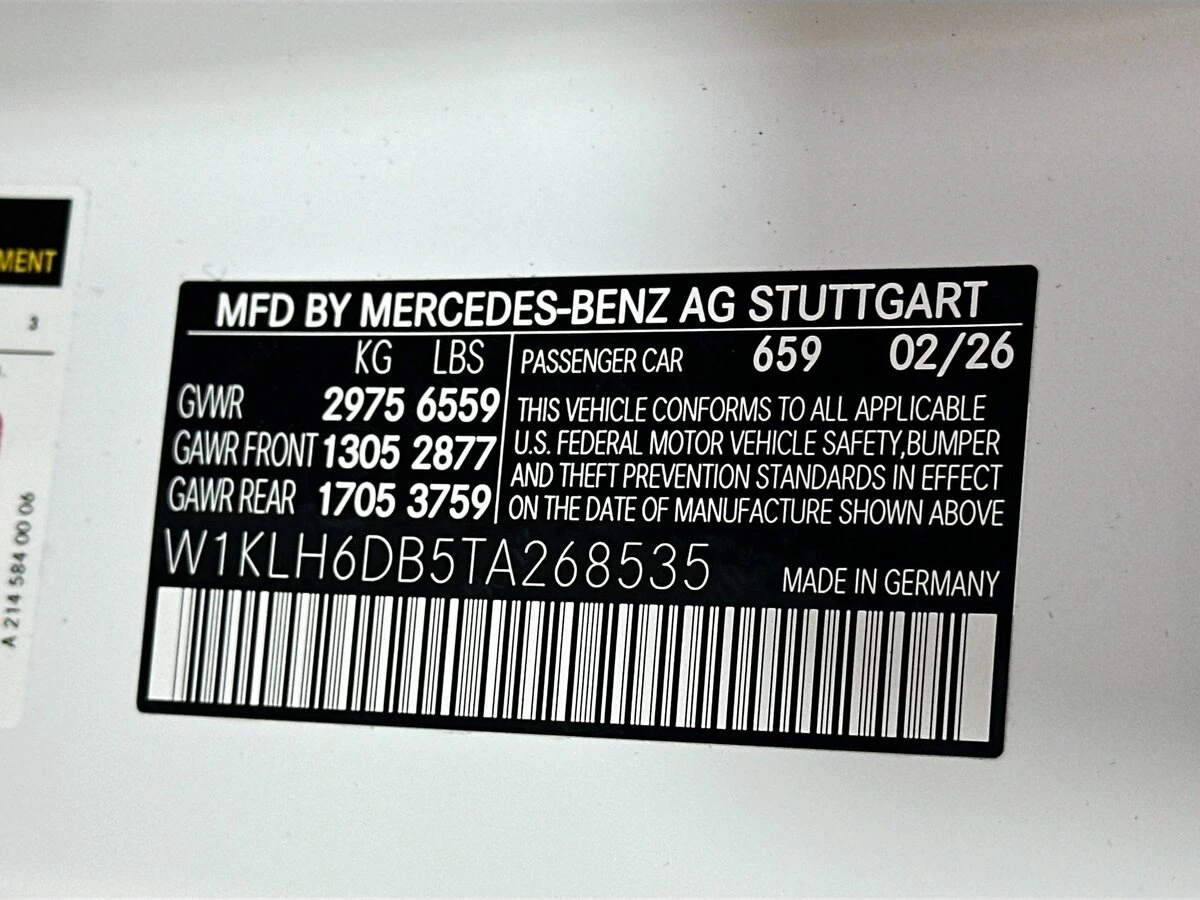 MENT
3
A 214 584 00 06
MFD BY MERCEDES-BENZ AG STUTTGART
KG LBS
GVWR 2975 6559
GAWR FRONT 1305 2877
GAWR REAR 1705 3759
PASSENGER CAR 659 02/26
THIS VEHICLE CONFORMS TO ALL APPLICABLE
U.S. FEDERAL MOTOR VEHICLE SAFETY,BUMPER
AND THEFT PREVENTION STANDARDS IN EFFECT
ON THE DATE OF MANUFACTURE SHOWN ABOVE
W1KLH6DB5TA268535
MADE IN GERMANY